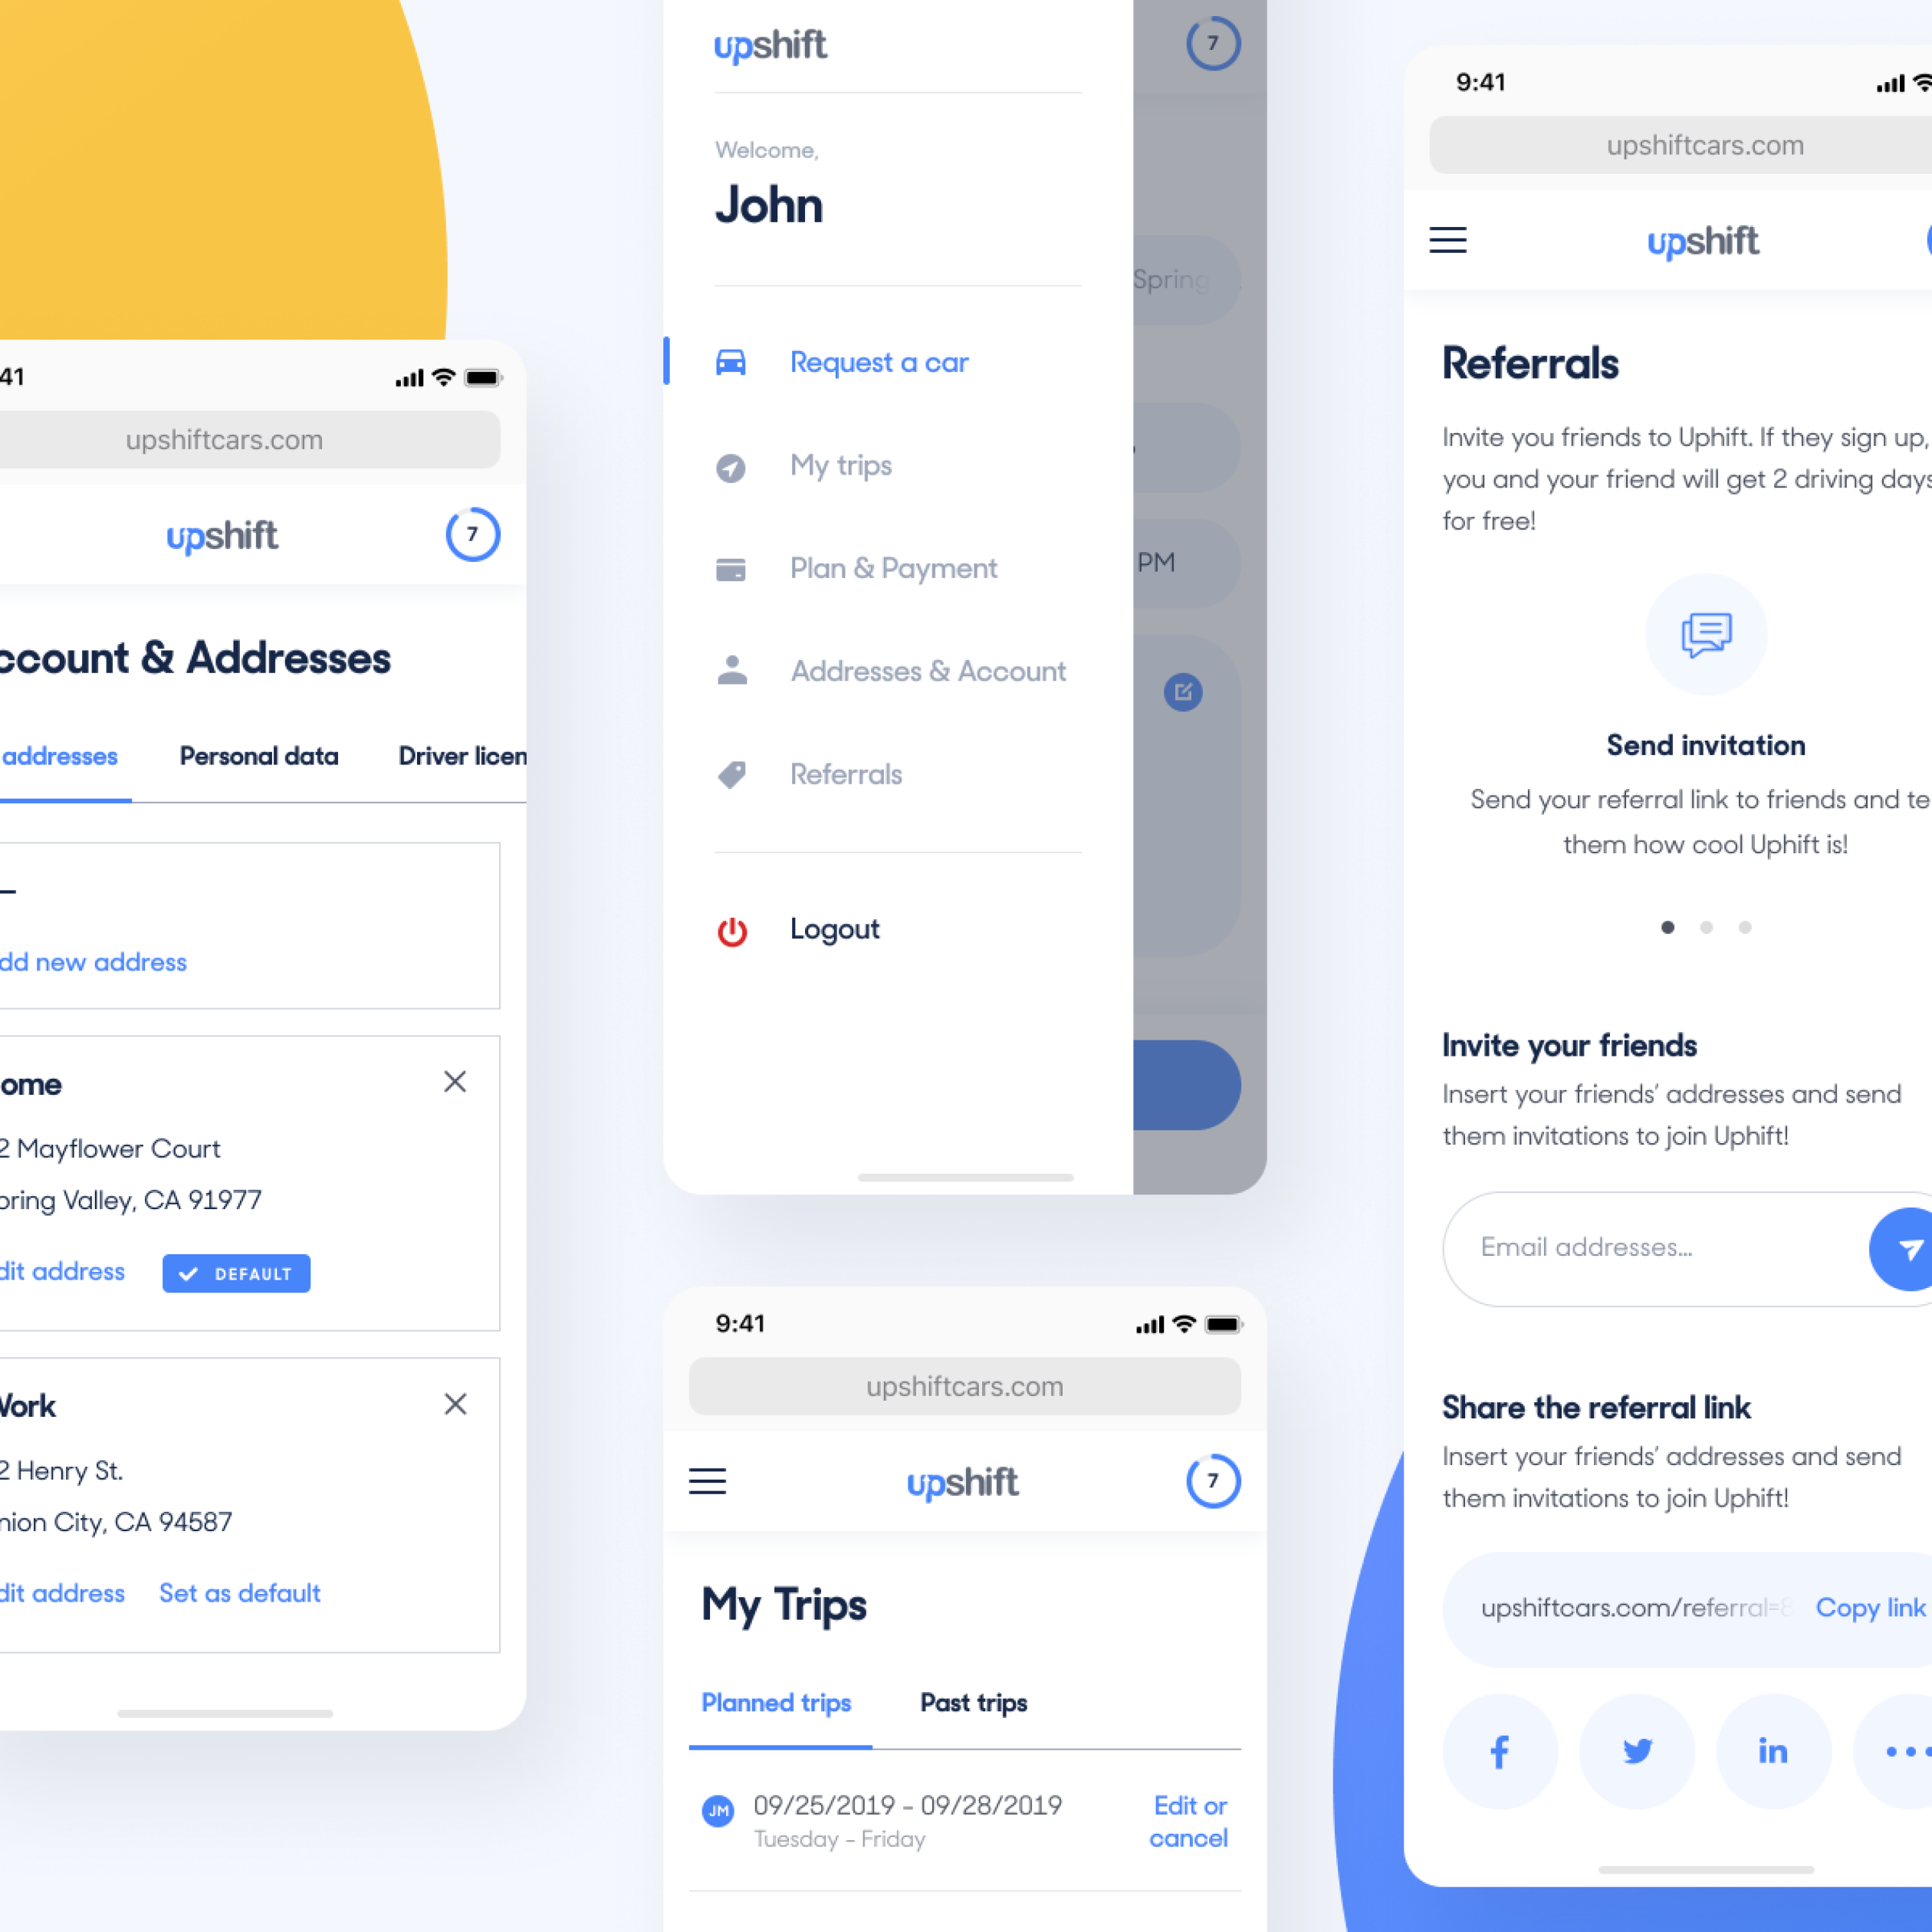 41
upshiftcars.com
upshift
7
ccount & Addresses
addresses
Personal data
Driver licen
dd new address
ome
2 Mayflower Court
pring Valley, CA 91977
dit address
DEFAULT
Work
2 Henry St.
nion City, CA 94587
dit address
Set as default
upshift
7
Welcome,
John
Request a car
My trips
Plan & Payment
Addresses & Account
Referrals
Logout
Spring
PM
9:41
upshiftcars.com
upshift
7
My Trips
Planned trips
Past trips
JM
09/25/2019 - 09/28/2019
Tuesday - Friday
Edit or
cancel
9:41
upshiftcars.com
upshift
Referrals
Invite you friends to Uphift. If they sign up,
you and your friend will get 2 driving days
for free!
Send invitation
Send your referral link to friends and te
them how cool Uphift is!
Invite your friends
Insert your friends’ addresses and send
them invitations to join Uphift!
Email addresses...
Share the referral link
Insert your friends’ addresses and send
them invitations to join Uphift!
upshiftcars.com/referral=8
Copy link